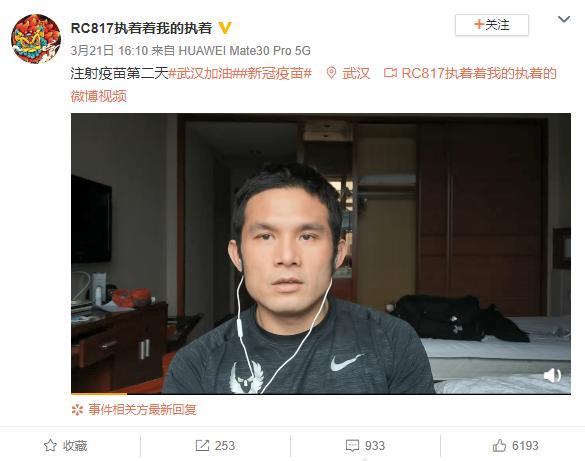 RC817执着着我的执着
+关注
3月21日 16:10 来自 HUAWEI Mate30 Pro 5G
注射疫苗第二天#武汉加油##新冠疫苗# 武汉 RC817执着着我的执着的
微博视频
事件相关方最新回复
收藏 253 933 6193